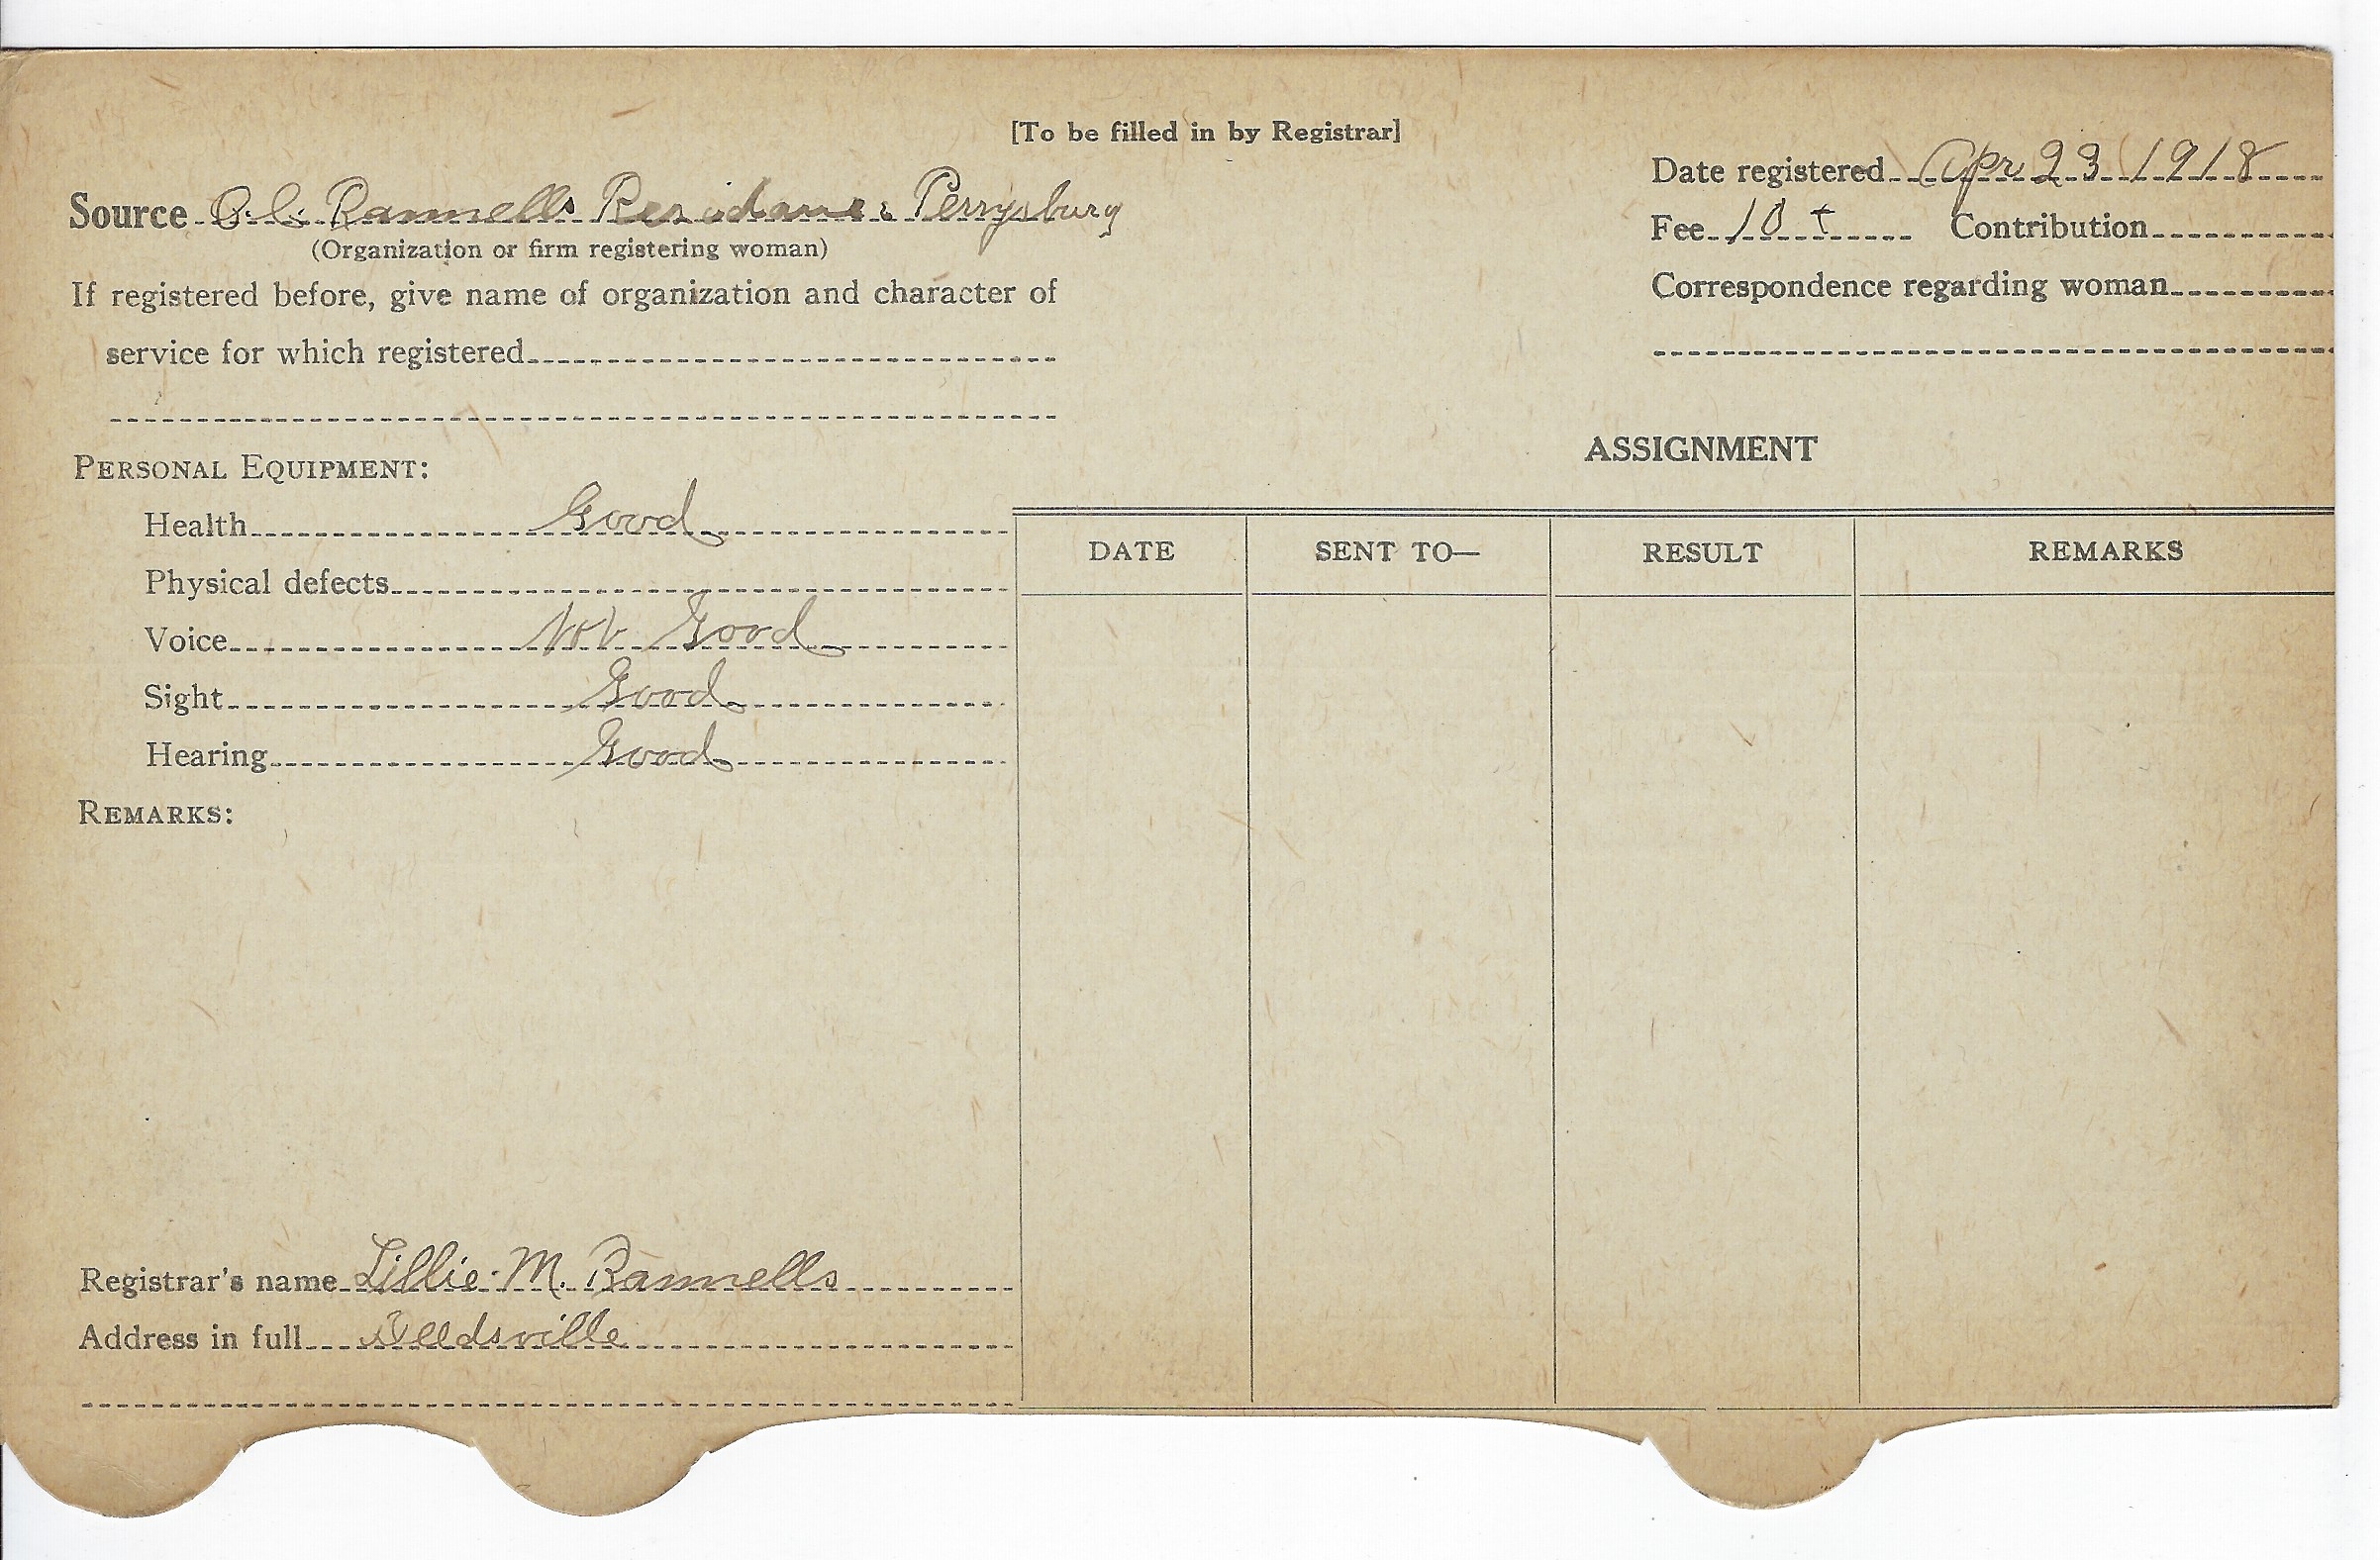 [To be filled in by Registrar]
Date registered Apr 23 1918
Source O. C. Rannells Residance Perrysburg
(Organization or firm registering woman)
Fee 10 ¢ Contribution
If registered before, give name of organization and character of
Correspondence regarding woman
service for which registered
ASSIGNMENT
PERSONAL EQUIPMENT:
Health Good
DATE SENT TO— RESULT REMARKS
Physical defects
Voice Not Good
Sight Good
Hearing Good
REMARKS:
Registrar's name Lillie M. Rannells
Address in full Deedsville